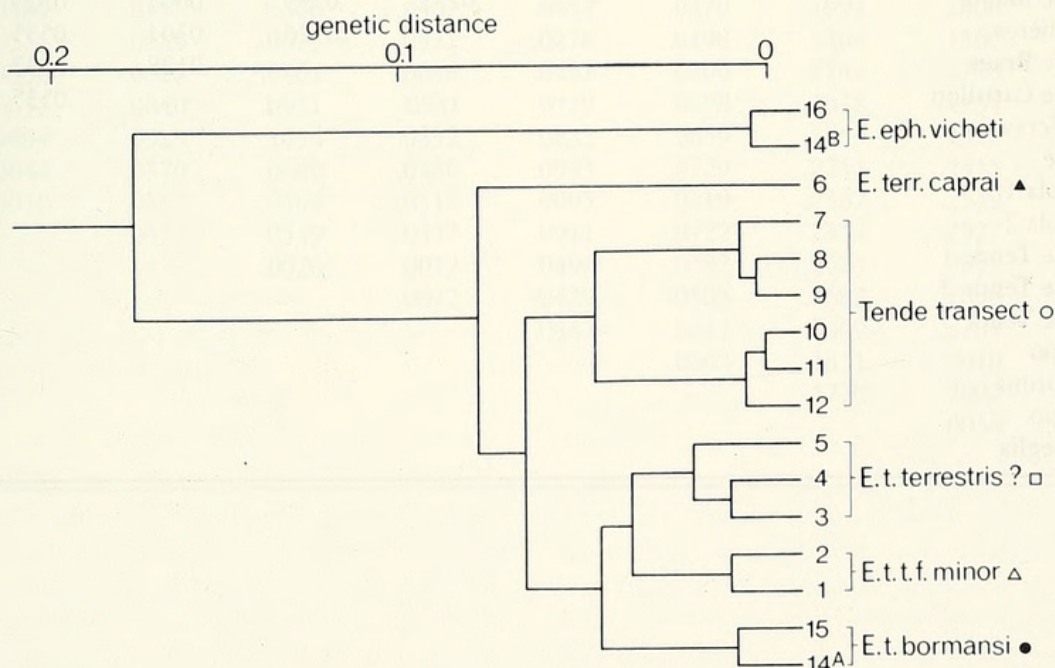 genetic distance
0.2 0.1 0
16
14B
E. eph. vicheti
6 E. terr. caprai ▲
7
8
9
Tende transect ○
10
11
12
5
4 E. t. terrestris ? □
3
2
E. t. t. f. minor △
1
15
E. t. bormansi ●
14A